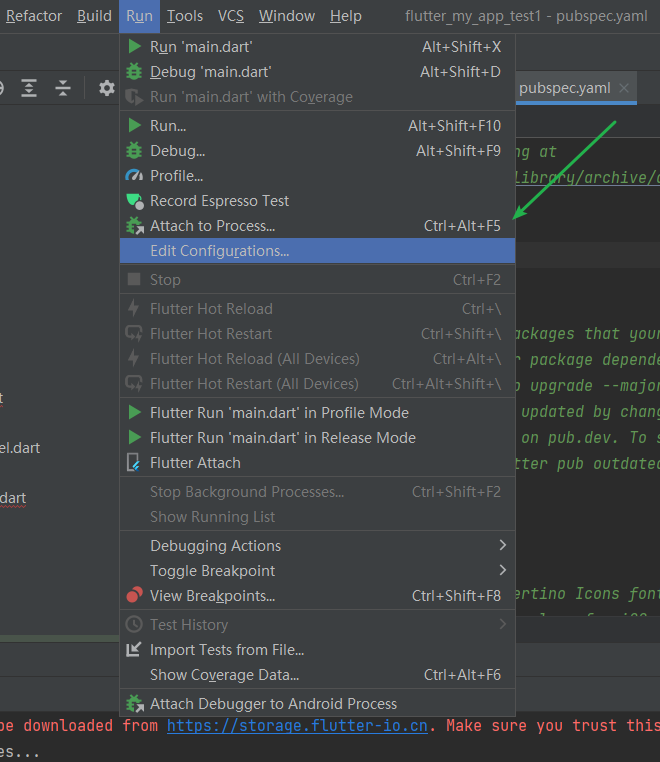 Refactor Build Run Tools VCS Window Help flutter_my_app_test1 - pubspec.yaml
Run 'main.dart' Alt+Shift+X
Debug 'main.dart' Alt+Shift+D
Run 'main.dart' with Coverage
pubspec.yaml
Run... Alt+Shift+F10
Debug... Alt+Shift+F9
ng at
Profile...
library/archive/
Record Espresso Test
Attach to Process... Ctrl+Alt+F5
Edit Configurations...
Stop Ctrl+F2
Flutter Hot Reload Ctrl+\
Flutter Hot Restart Ctrl+Shift+\
ackages that your
Flutter Hot Reload (All Devices) Ctrl+Alt+\
r package depende
Flutter Hot Restart (All Devices) Ctrl+Alt+Shift+\
b upgrade --major
t
Flutter Run 'main.dart' in Profile Mode
updated by chang
Flutter Run 'main.dart' in Release Mode
on pub.dev. To s
el.dart
Flutter Attach
tter pub outdated
Stop Background Processes... Ctrl+Shift+F2
dart
Show Running List
Debugging Actions
Toggle Breakpoint
View Breakpoints... Ctrl+Shift+F8
ertino Icons font
Test History
Import Tests from File...
Show Coverage Data... Ctrl+Alt+F6
Attach Debugger to Android Process
be downloaded from https://storage.flutter-io.cn. Make sure you trust this
es...